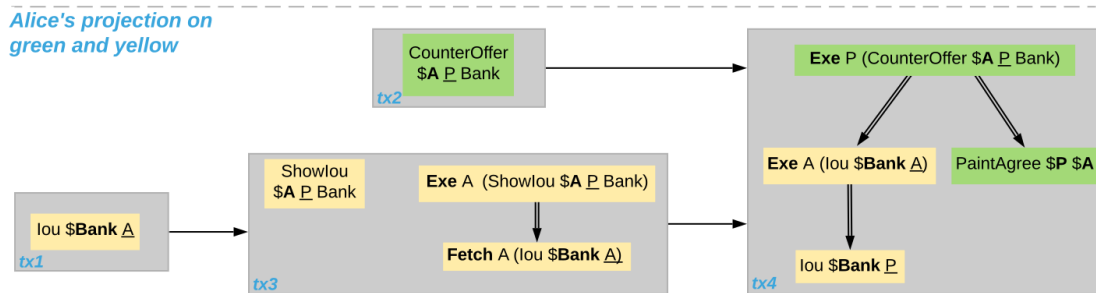 Alice's projection on
green and yellow
CounterOffer
$A P Bank
tx2
Exe P (CounterOffer $A P Bank)
Exe A (Iou $Bank A)
PaintAgree $P $A
Iou $Bank P
tx4
ShowIou
$A P Bank
Exe A (ShowIou $A P Bank)
Fetch A (Iou $Bank A)
tx3
Iou $Bank A
tx1